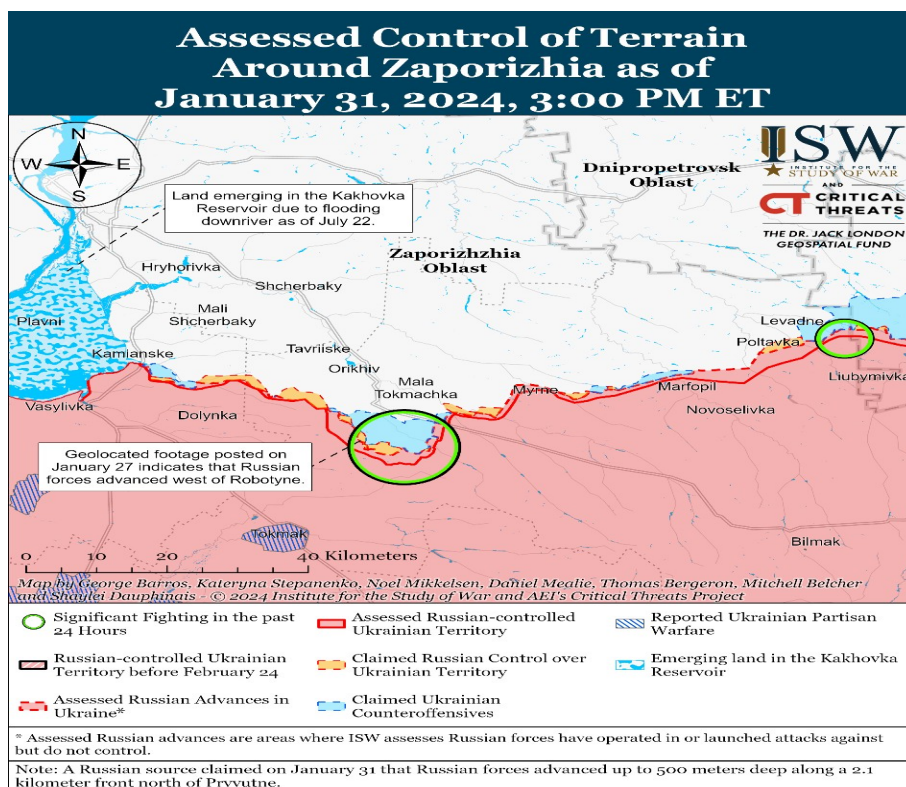 Assessed Control of Terrain
Around Zaporizhia as of
January 31, 2024, 3:00 PM ET
N
W E
S
ISW
INSTITUTE FOR THE
STUDY OF WAR
AND
CT CRITICAL
THREATS
THE DR. JACK LONDON
GEOSPATIAL FUND
Dnipropetrovsk
Oblast
Land emerging in the Kakhovka
Reservoir due to flooding
downriver as of July 22.
Zaporizhzhia
Oblast
Hryhorivka
Shcherbaky
Mali
Shcherbaky
Plavni
Levadne
Poltavka
Tavriiske
Kamianske
Orikhiv
Liubymivka
Mala
Tokmachka
Myrne
Marfopil
Vasylivka
Dolynka
Novoselivka
Geolocated footage posted on
January 27 indicates that Russian
forces advanced west of Robotyne.
Tokmak
Bilmak
0 10 20 40 Kilometers
Map by George Barros, Kateryna Stepanenko, Noel Mikkelsen, Daniel Mealie, Thomas Bergeron, Mitchell Belcher
and Shaylei Dauphinais - © 2024 Institute for the Study of War and AEI's Critical Threats Project
Significant Fighting in the past
24 Hours
Assessed Russian-controlled
Ukrainian Territory
Reported Ukrainian Partisan
Warfare
Russian-controlled Ukrainian
Territory before February 24
Claimed Russian Control over
Ukrainian Territory
Emerging land in the Kakhovka
Reservoir
Assessed Russian Advances in
Ukraine*
Claimed Ukrainian
Counteroffensives
* Assessed Russian advances are areas where ISW assesses Russian forces have operated in or launched attacks against
but do not control.
Note: A Russian source claimed on January 31 that Russian forces advanced up to 500 meters deep along a 2.1
kilometer front north of Pryyutne.